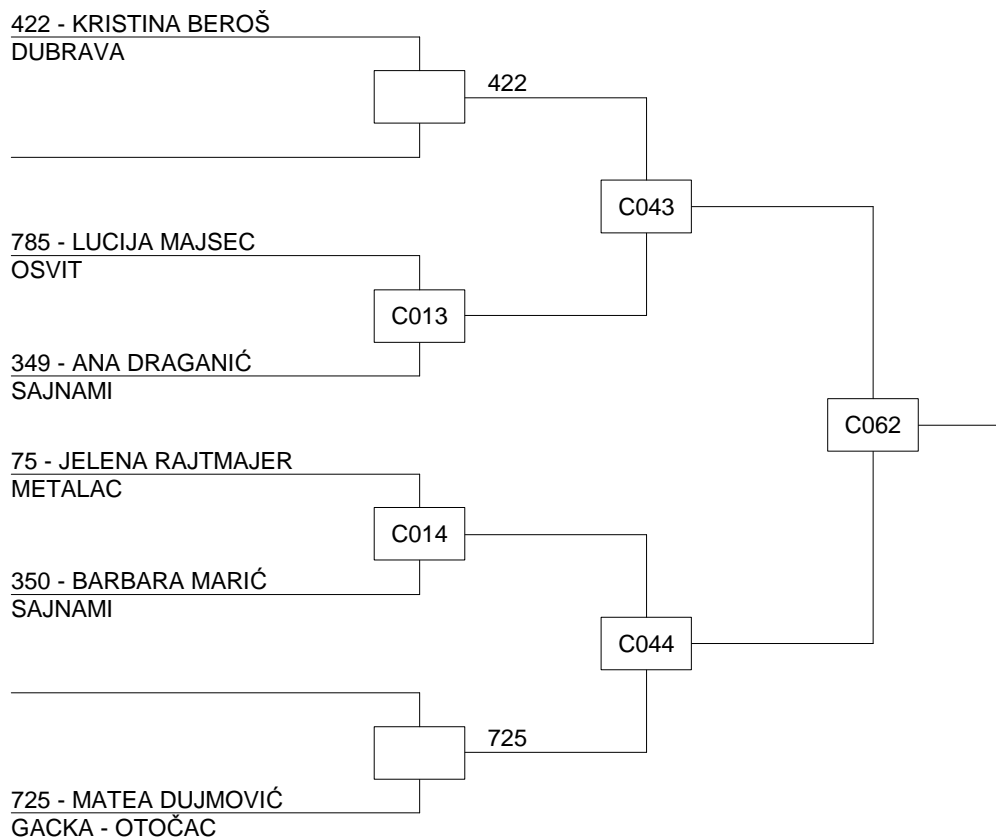 422 - KRISTINA BEROŠ
DUBRAVA
422
C043
785 - LUCIJA MAJSEC
OSVIT
C013
349 - ANA DRAGANIĆ
SAJNAMI
C062
75 - JELENA RAJTMAJER
METALAC
C014
350 - BARBARA MARIĆ
SAJNAMI
C044
725
725 - MATEA DUJMOVIĆ
GACKA - OTOČAC